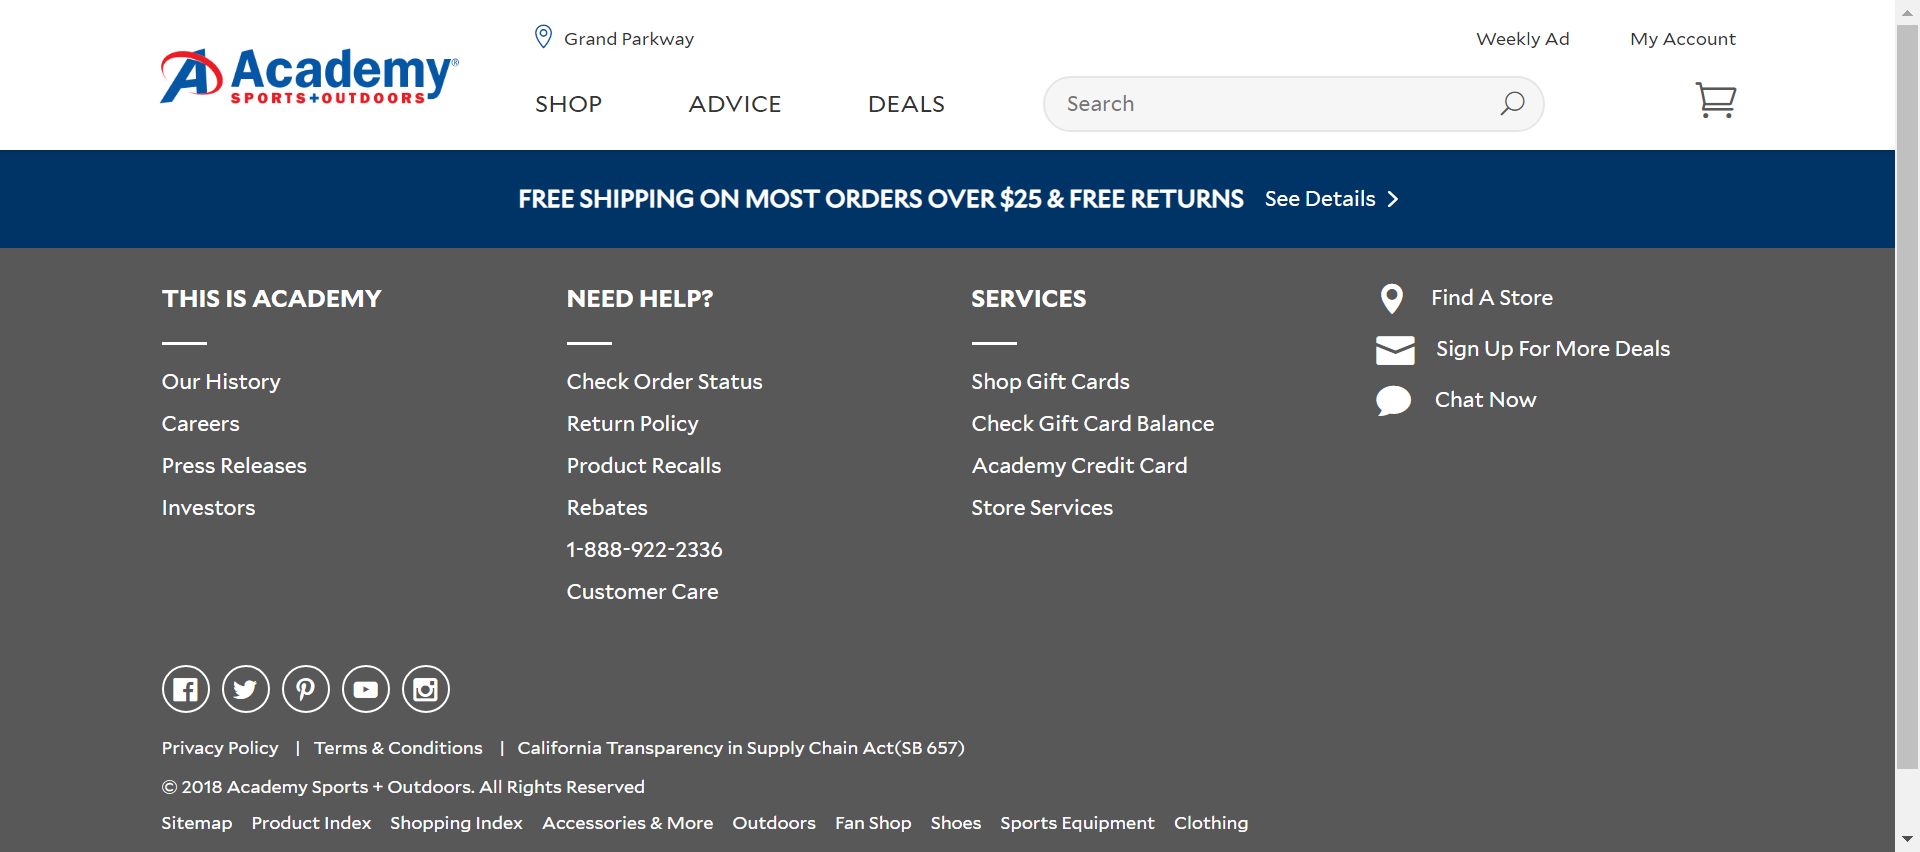 Grand Parkway
Weekly Ad
My Account
Academy®
SPORTS+OUTDOORS
SHOP
ADVICE
DEALS
Search
FREE SHIPPING ON MOST ORDERS OVER $25 & FREE RETURNS See Details
THIS IS ACADEMY
Our History
Careers
Press Releases
Investors
NEED HELP?
Check Order Status
Return Policy
Product Recalls
Rebates
1-888-922-2336
Customer Care
SERVICES
Shop Gift Cards
Check Gift Card Balance
Academy Credit Card
Store Services
Find A Store
Sign Up For More Deals
Chat Now
Privacy Policy | Terms & Conditions | California Transparency in Supply Chain Act(SB 657)
© 2018 Academy Sports + Outdoors. All Rights Reserved
Sitemap Product Index Shopping Index Accessories & More Outdoors Fan Shop Shoes Sports Equipment Clothing